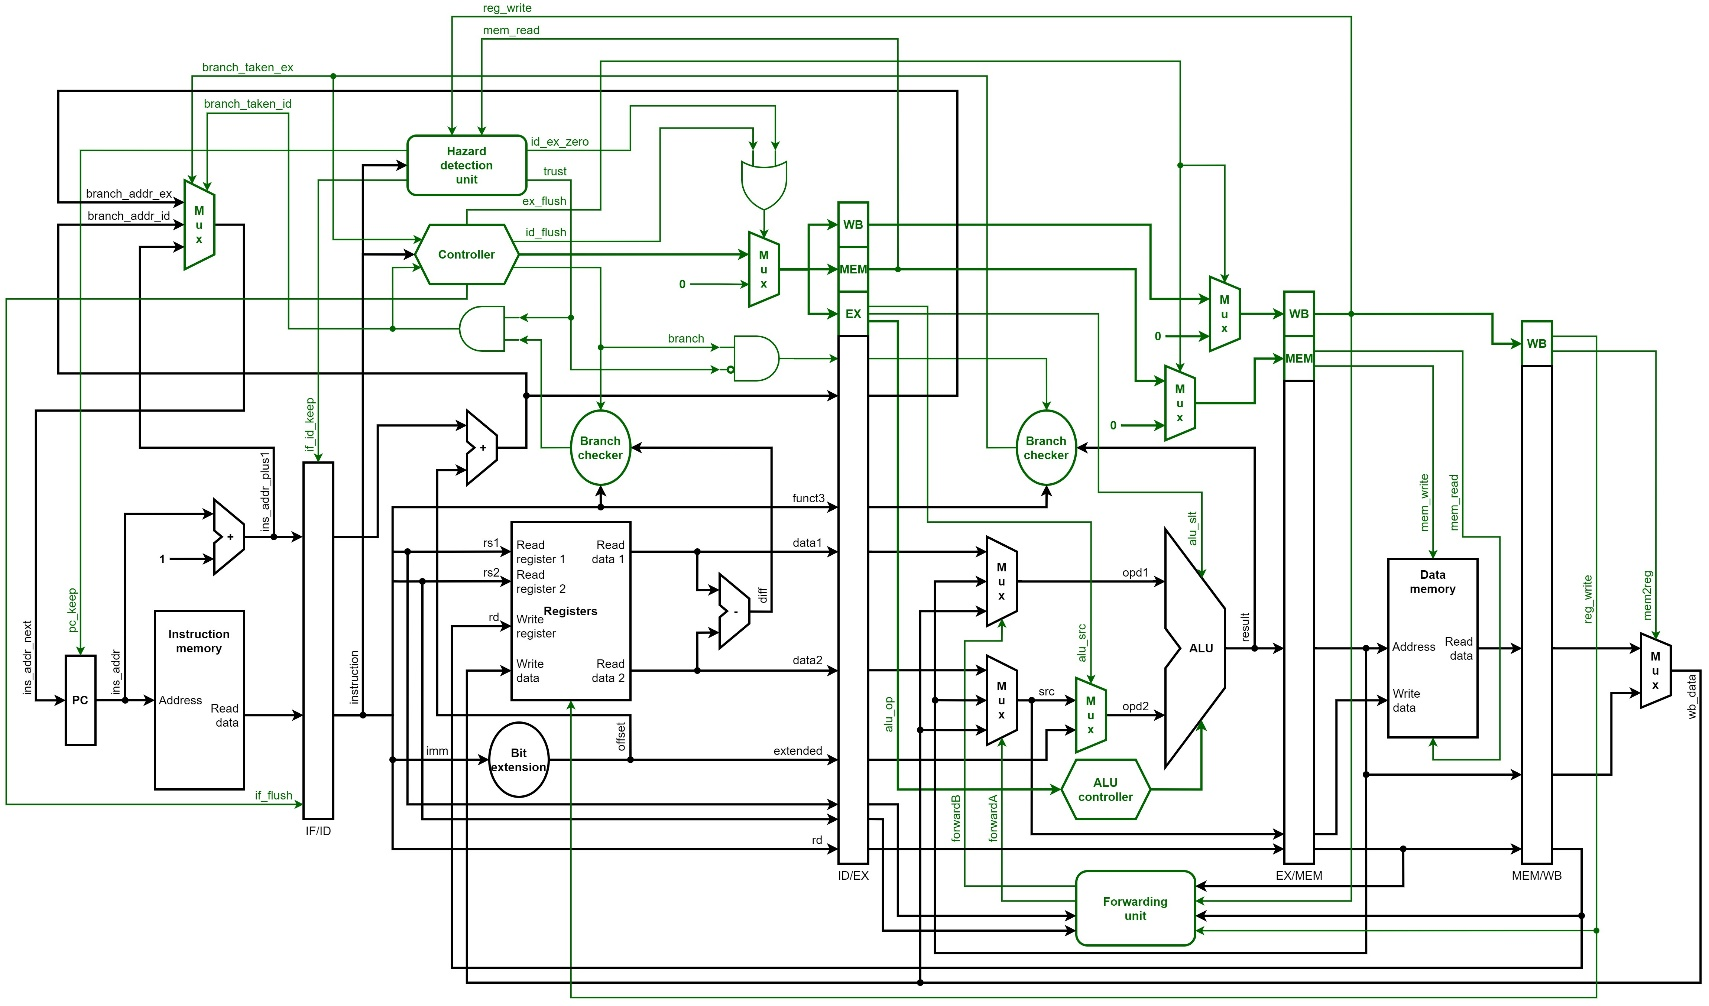 reg_write
mem_read
branch_taken_ex
branch_taken_id
Hazard
detection
unit
id_ex_zero
trust
ex_flush
id_flush
branch_addr_ex
branch_addr_id
M
u
x
Controller
M
u
x
0
WB
MEM
EX
M
u
x
0
WB
MEM
M
u
x
0
WB
branch
if_id_keep
+
Branch
checker
Branch
checker
ins_addr_plus1
+
1
funct3
rs1
rs2
rd
Read
register 1
Read
register 2
Registers
Write
register
Write
data
Read
data 1
Read
data 2
-
diff
data1
data2
M
u
x
opd1
M
u
x
src
alu_src
M
u
x
opd2
alu_slt
ALU
result
mem_write
mem_read
Data
memory
Address
Read
data
Write
data
reg_write
mem2reg
M
u
x
wb_data
ins_addr_next
pc_keep
PC
ins_addr
Instruction
memory
Address
Read
data
instruction
imm
Bit
extension
offset
extended
alu_op
ALU
controller
if_flush
IF/ID
rd
forwardB
forwardA
ID/EX
EX/MEM
MEM/WB
Forwarding
unit